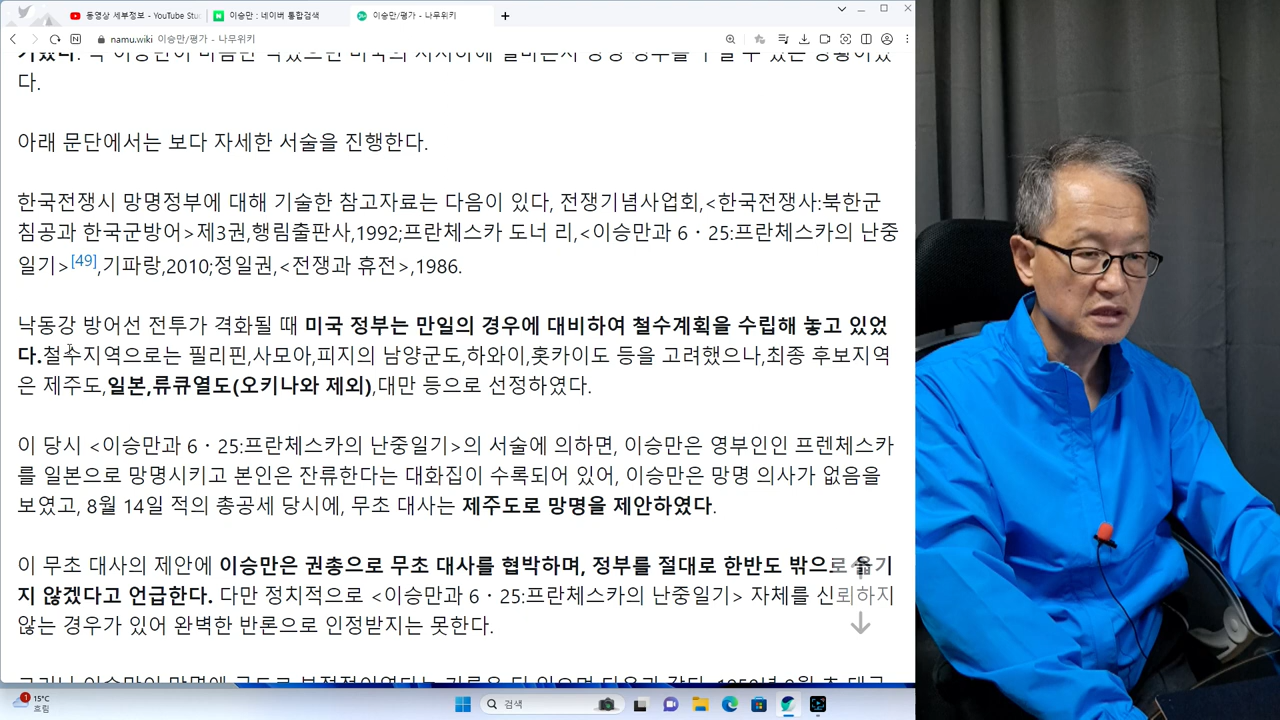 동영상 세부정보 - YouTube Stu
이승만 : 네이버 통합검색
이승만/평가 - 나무위키
namu.wiki 이승만/평가 - 나무위키
다.
아래 문단에서는 보다 자세한 서술을 진행한다.
한국전쟁시 망명정부에 대해 기술한 참고자료는 다음이 있다, 전쟁기념사업회,<한국전쟁사:북한군
침공과 한국군방어>제3권,행림출판사,1992;프란체스카 도너 리,<이승만과 6・25:프란체스카의 난중
일기>[49],기파랑,2010;정일권,<전쟁과 휴전>,1986.
낙동강 방어선 전투가 격화될 때 미국 정부는 만일의 경우에 대비하여 철수계획을 수립해 놓고 있었
다.철수지역으로는 필리핀,사모아,피지의 남양군도,하와이,홋카이도 등을 고려했으나,최종 후보지역
은 제주도,일본,류큐열도(오키나와 제외),대만 등으로 선정하였다.
이 당시 <이승만과 6・25:프란체스카의 난중일기>의 서술에 의하면, 이승만은 영부인인 프렌체스카
를 일본으로 망명시키고 본인은 잔류한다는 대화집이 수록되어 있어, 이승만은 망명 의사가 없음을
보였고, 8월 14일 적의 총공세 당시에, 무초 대사는 제주도로 망명을 제안하였다.
이 무초 대사의 제안에 이승만은 권총으로 무초 대사를 협박하며, 정부를 절대로 한반도 밖으로 옮기
지 않겠다고 언급한다. 다만 정치적으로 <이승만과 6・25:프란체스카의 난중일기> 자체를 신뢰하지
않는 경우가 있어 완벽한 반론으로 인정받지는 못한다.
1
15°C
흐림
검색